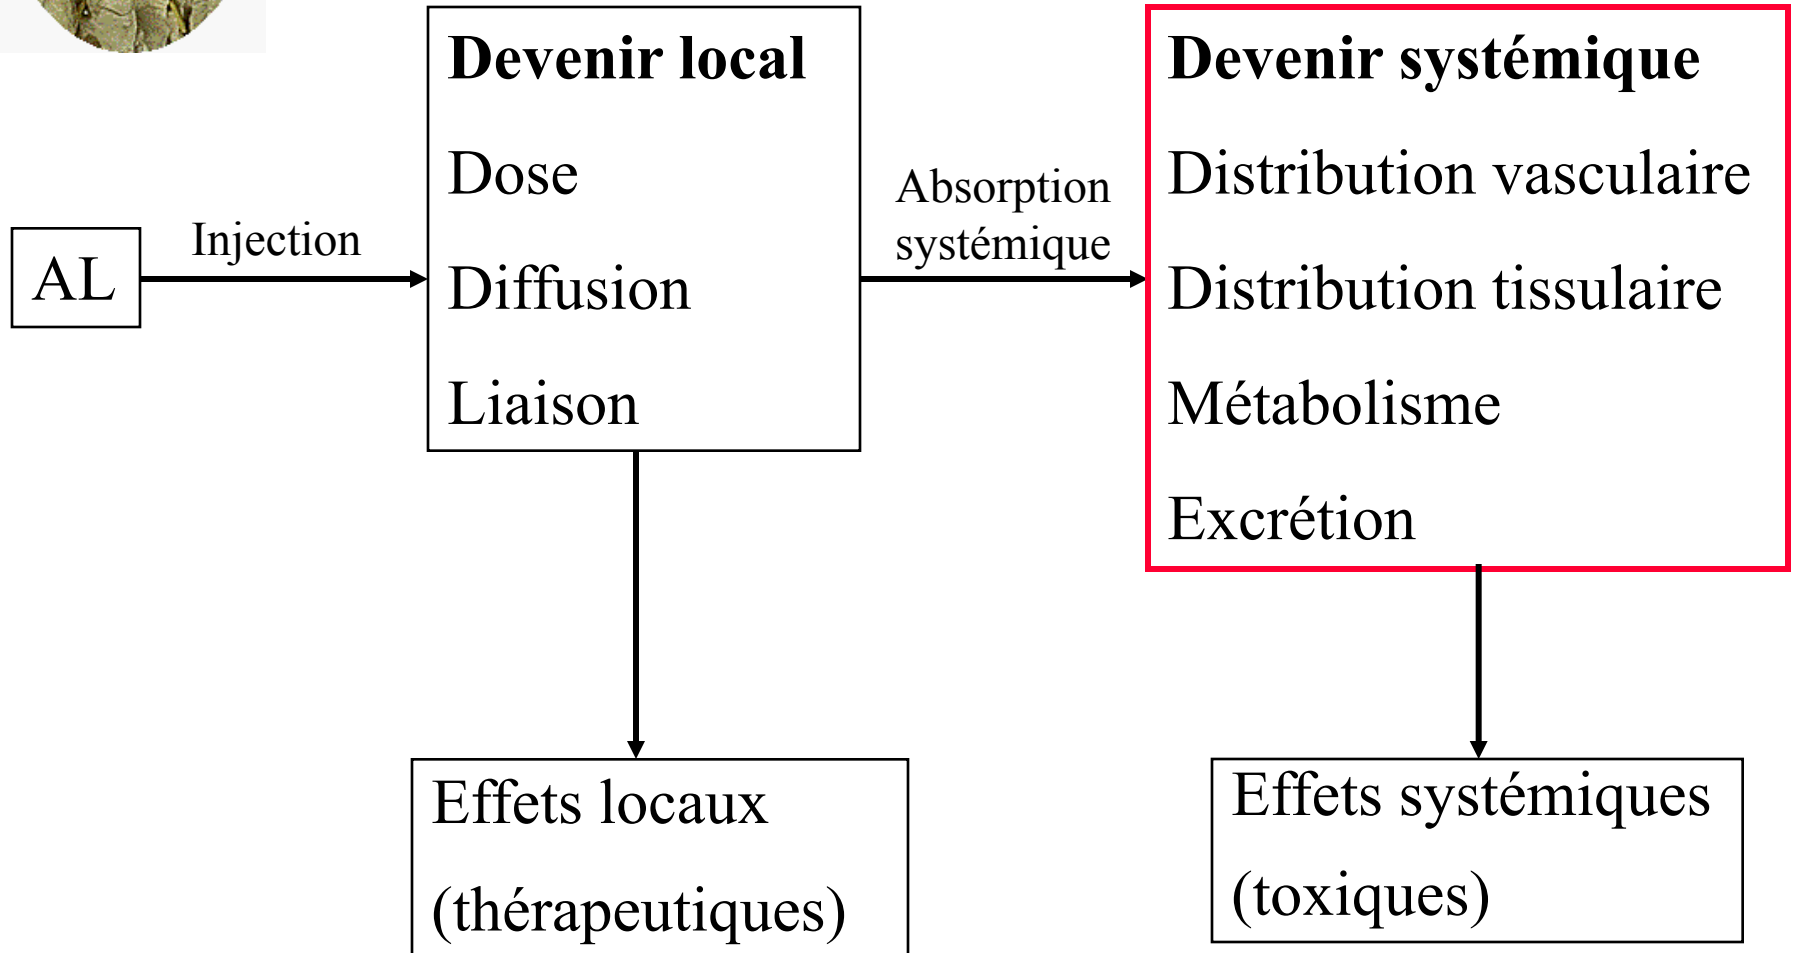 AL
Injection
Devenir local
Dose
Diffusion
Liaison
Absorption
systémique
Devenir systémique
Distribution vasculaire
Distribution tissulaire
Métabolisme
Excrétion
Effets locaux
(thérapeutiques)
Effets systémiques
(toxiques)